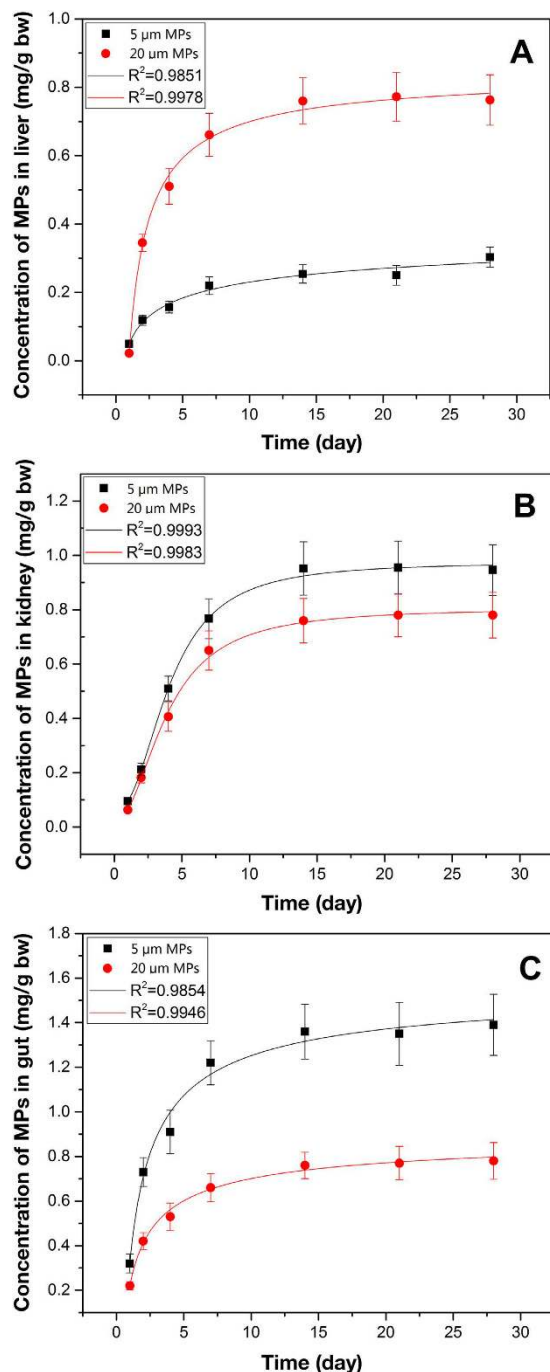 A
5 μm MPs
20 μm MPs
R²=0.9851
R²=0.9978
Concentration of MPs in liver (mg/g bw)
1.0
0.8
0.6
0.4
0.2
0.0
0 5 10 15 20 25 30
Time (day)
B
5 μm MPs
20 μm MPs
R²=0.9993
R²=0.9983
Concentration of MPs in kidney (mg/g bw)
1.2
1.0
0.8
0.6
0.4
0.2
0.0
0 5 10 15 20 25 30
Time (day)
C
5 μm MPs
20 μm MPs
R²=0.9854
R²=0.9946
Concentration of MPs in gut (mg/g bw)
1.8
1.6
1.4
1.2
1.0
0.8
0.6
0.4
0.2
0 5 10 15 20 25 30
Time (day)